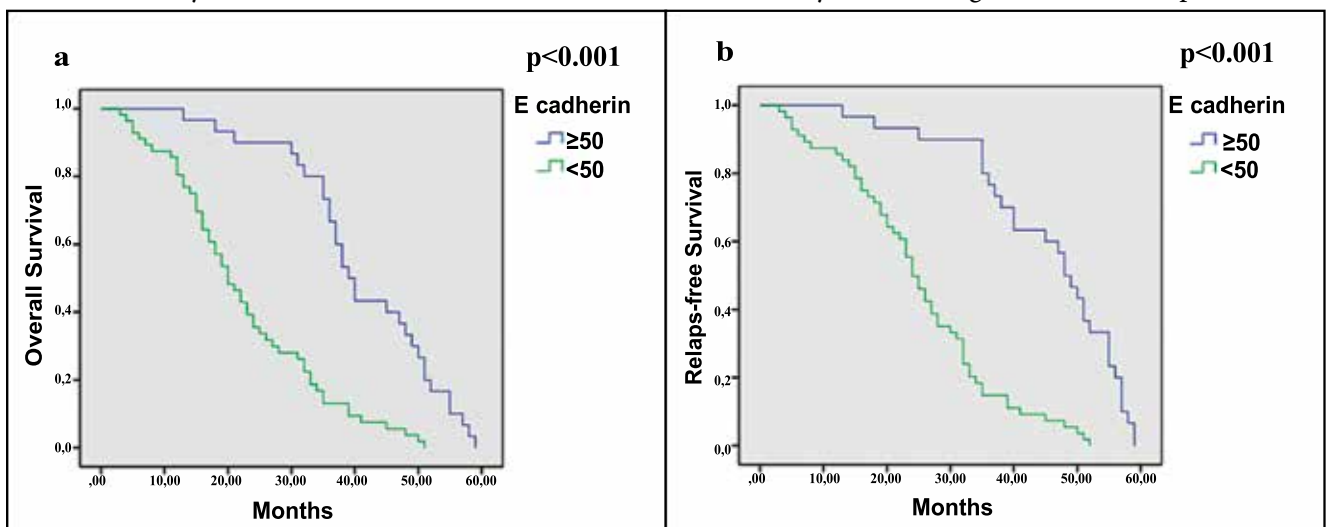 a
p<0.001
E cadherin
≥50
<50
Overall Survival
1,0
0,8
0,6
0,4
0,2
0,0
,00 10,00 20,00 30,00 40,00 50,00 60,00
Months
b
p<0.001
E cadherin
≥50
<50
Relaps-free Survival
1,0
0,8
0,6
0,4
0,2
0,0
,00 10,00 20,00 30,00 40,00 50,00 60,00
Months